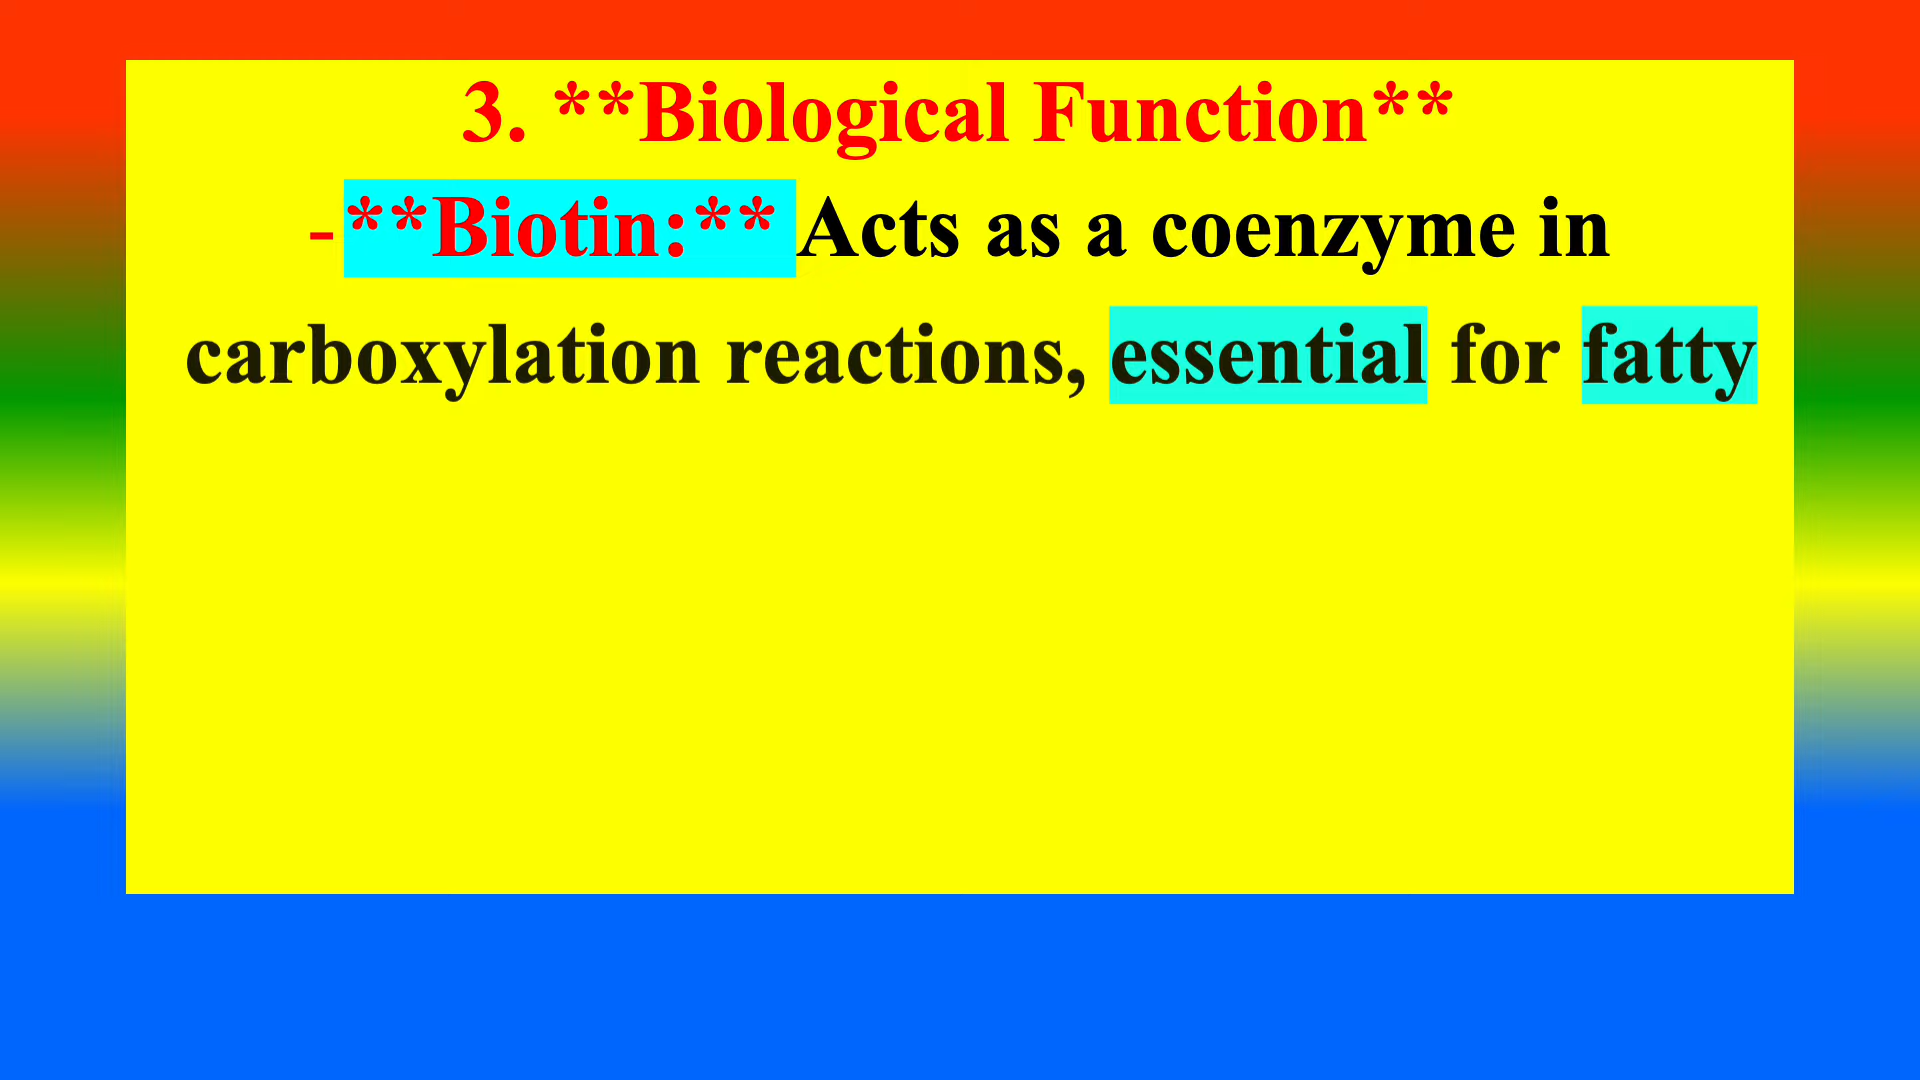 3. **Biological Function**
-**Biotin:** Acts as a coenzyme in
carboxylation reactions, essential for fatty